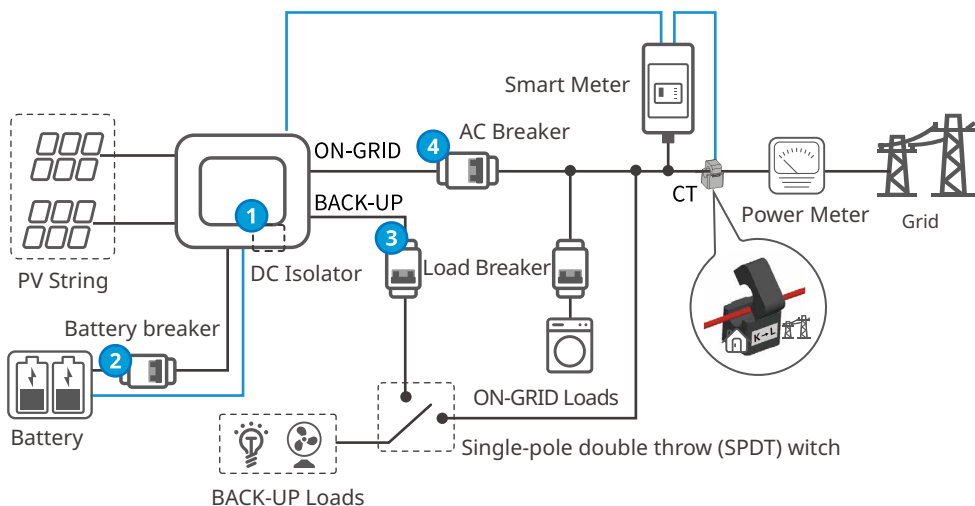 Smart Meter
4
AC Breaker
ON-GRID
BACK-UP
CT
Power Meter
Grid
1
DC Isolator
3
Load Breaker
PV String
Battery breaker
2
K→L
Battery
ON-GRID Loads
Single-pole double throw (SPDT) witch
BACK-UP Loads